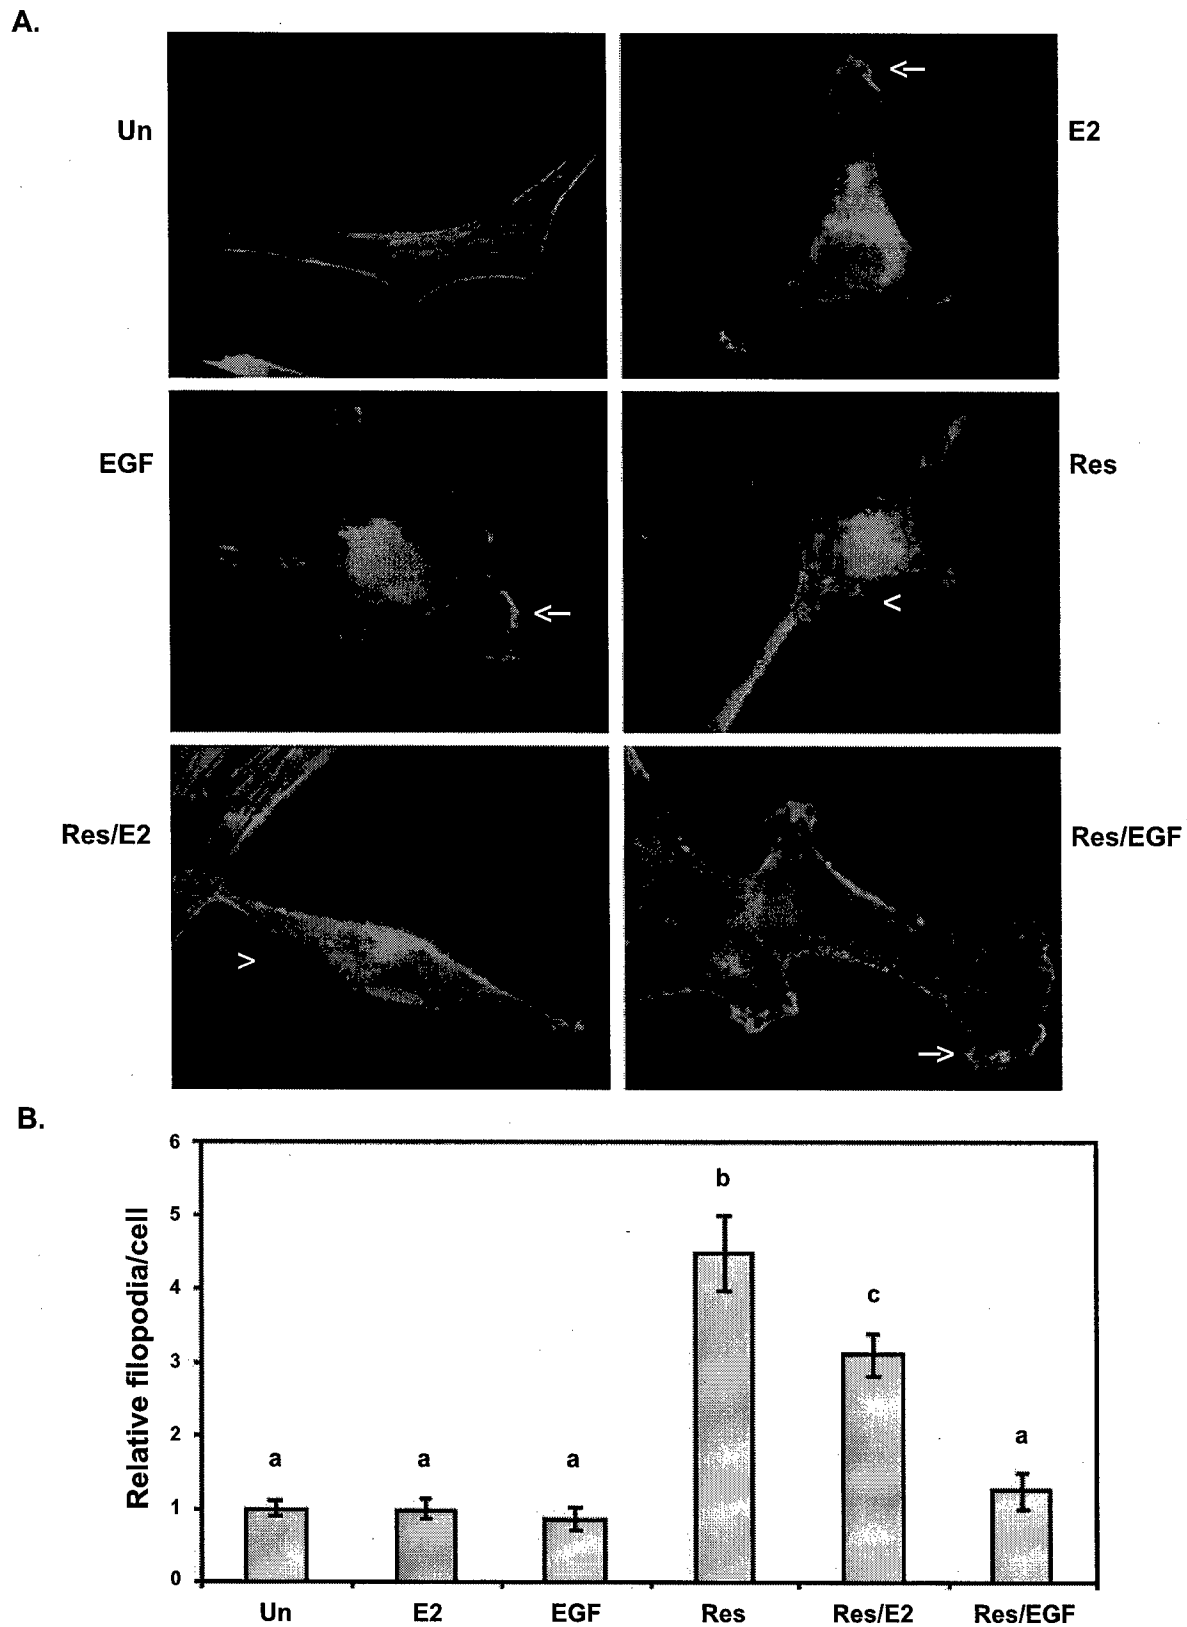 A.
Un
E2
EGF
Res
Res/E2
Res/EGF
B.
Relative filopodia/cell
6
5
4
3
2
1
0
a
a
a
b
c
a
Un
E2
EGF
Res
Res/E2
Res/EGF